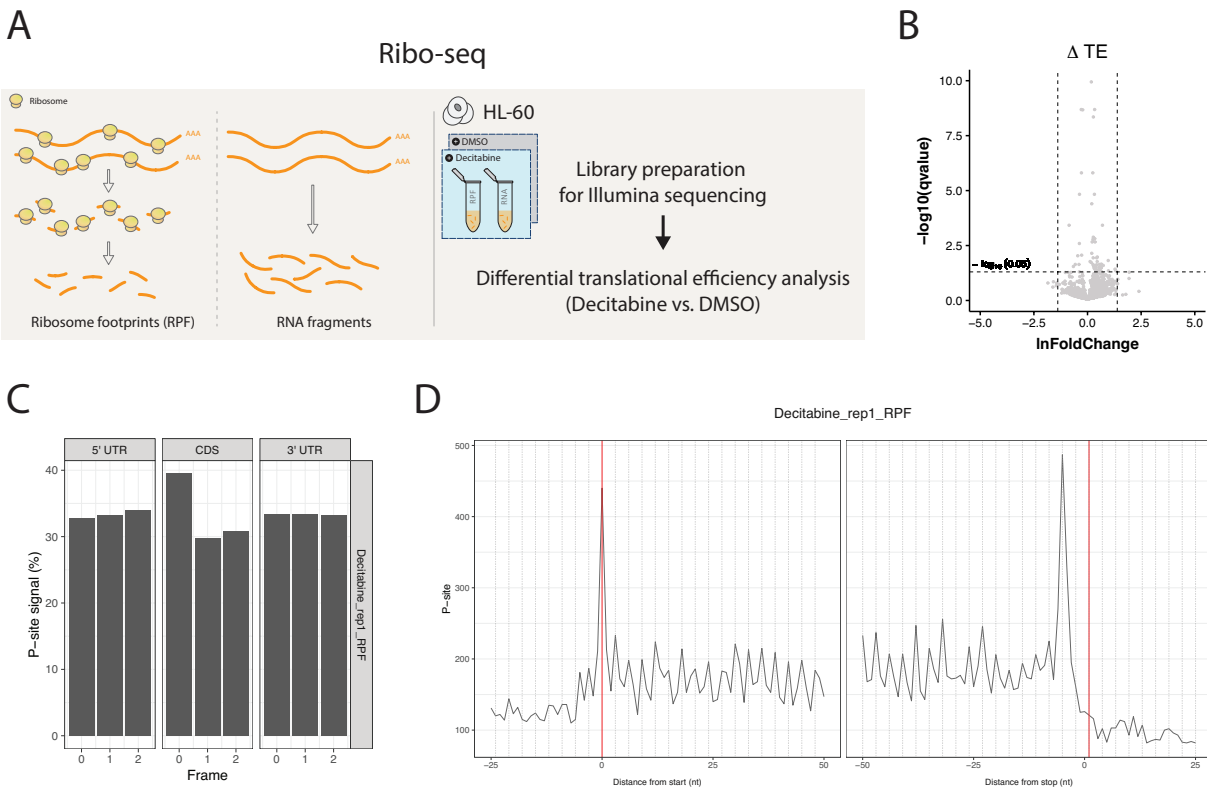 A
Ribo-seq
Ribosome
AAA
AAA
Ribosome footprints (RPF)
AAA
AAA
RNA fragments
HL-60
DMSO
Decitabine
RPF
RNA
Library preparation
for Illumina sequencing
Differential translational efficiency analysis
(Decitabine vs. DMSO)
B
Δ TE
−log10(qvalue)
10.0
7.5
5.0
2.5
0.0
− log₁₀ (0.05)
−5.0
−2.5
0.0
2.5
5.0
lnFoldChange
C
5' UTR
CDS
3' UTR
P−site signal (%)
40
30
20
10
0
0
1
2
0
1
2
0
1
2
Frame
Decitabine_rep1_RPF
D
Decitabine_rep1_RPF
P−site
500
400
300
200
100
−25
0
25
50
Distance from start (nt)
−50
−25
0
25
Distance from stop (nt)